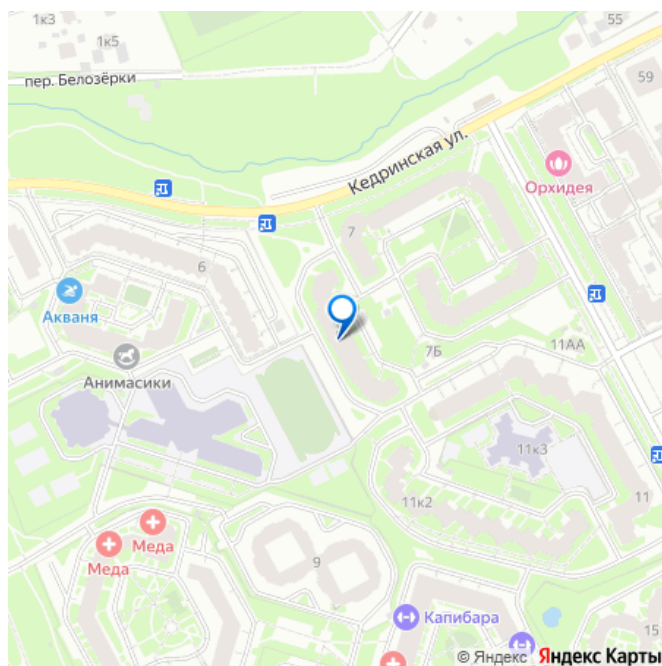 1к3
1к5
55
59
пер. Белозёрки
Кедринская ул.
Орхидея
7
6
Акваня
Анимасики
7Б
11АА
11к3
11к2
11
Меда
Меда
9
Капибара
15
© Яндекс Яндекс Карты